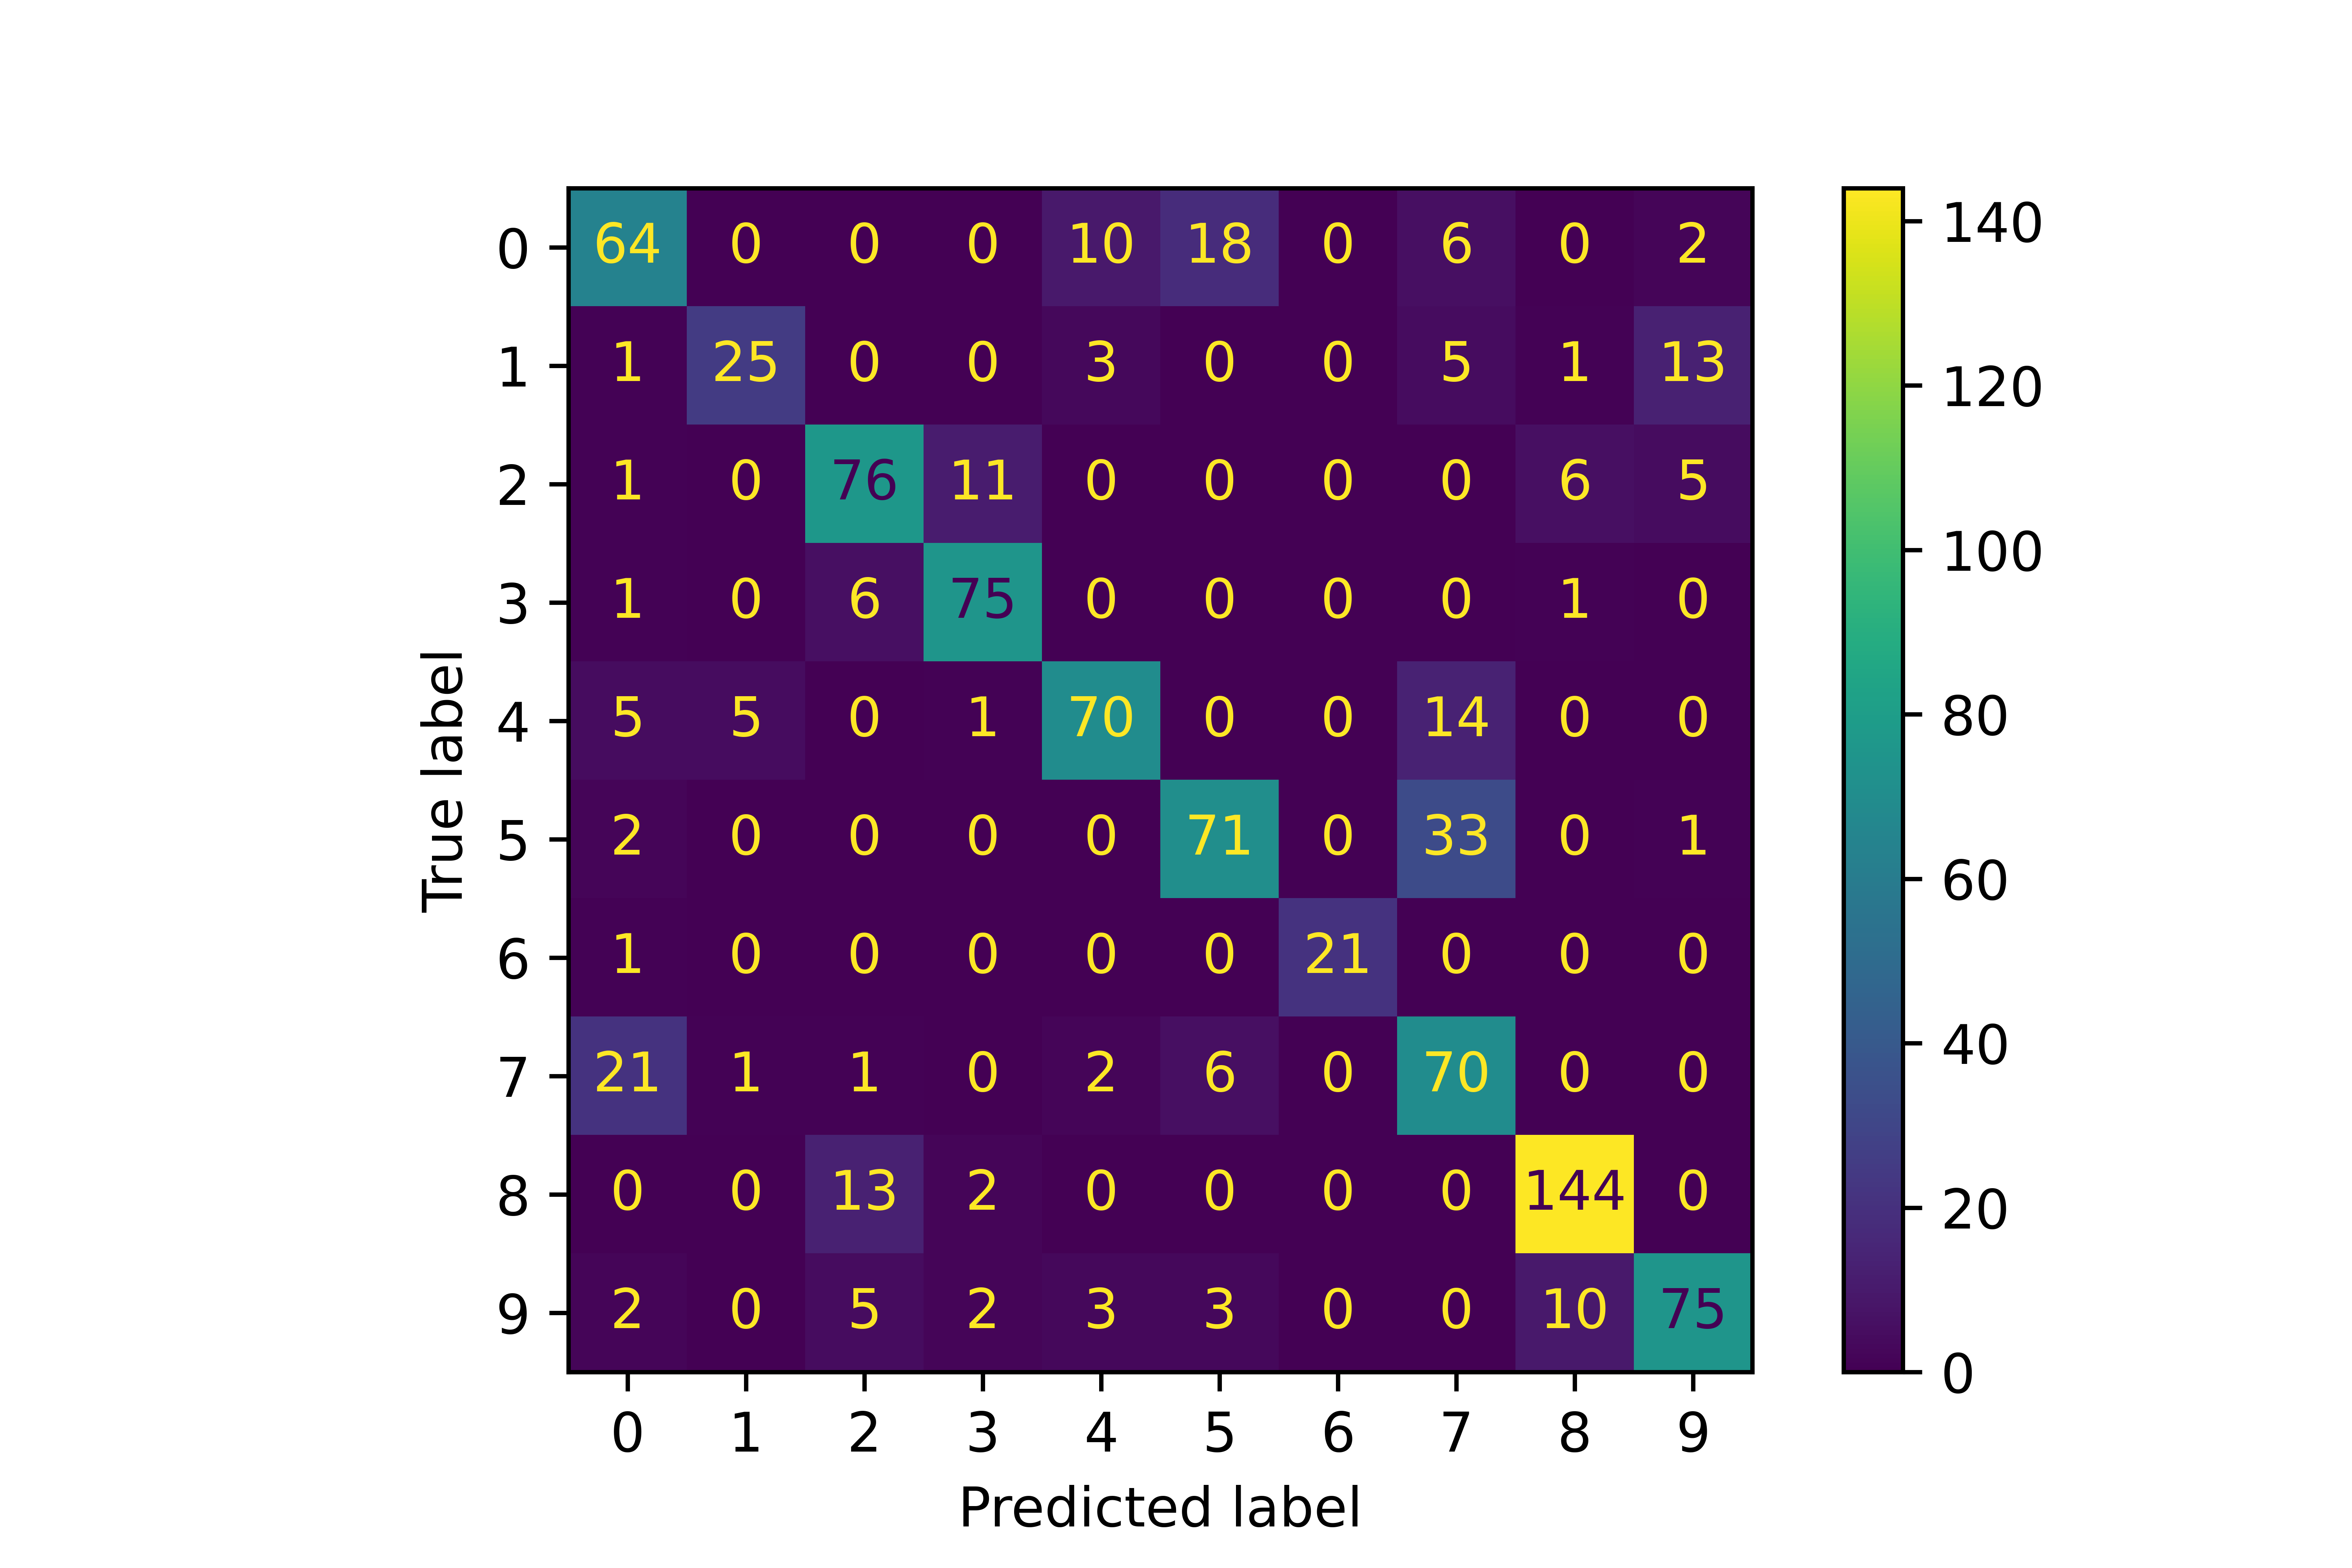 0 64 0 0 0 10 18 0 6 0 2
1 1 25 0 0 3 0 0 5 1 13
2 1 0 76 11 0 0 0 0 6 5
3 1 0 6 75 0 0 0 0 1 0
4 5 5 0 1 70 0 0 14 0 0
5 2 0 0 0 0 71 0 33 0 1
6 1 0 0 0 0 0 21 0 0 0
7 21 1 1 0 2 6 0 70 0 0
8 0 0 13 2 0 0 0 0 144 0
9 2 0 5 2 3 3 0 0 10 75
0 1 2 3 4 5 6 7 8 9
Predicted label
True label
140
120
100
80
60
40
20
0